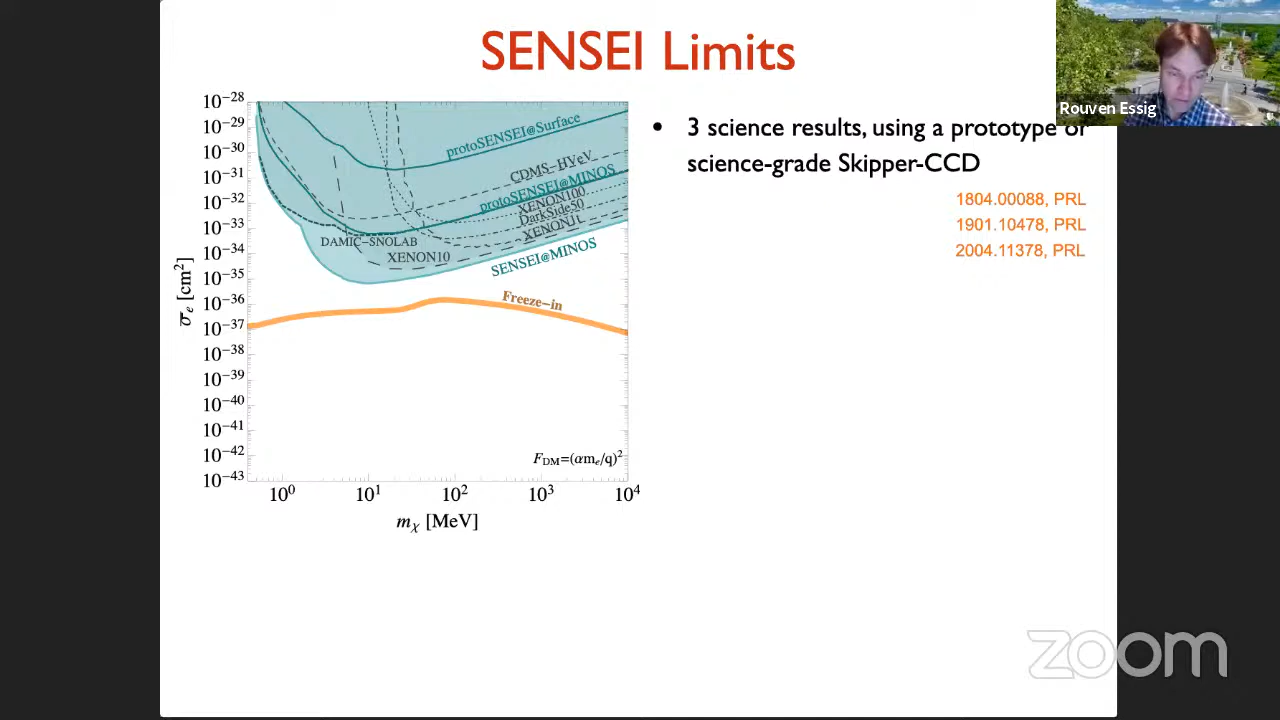 SENSEI Limits
Rouven Essig
• 3 science results, using a prototype or
science-grade Skipper-CCD
1804.00088, PRL
1901.10478, PRL
2004.11378, PRL
10⁻²⁸
10⁻²⁹
10⁻³⁰
10⁻³¹
10⁻³²
10⁻³³
10⁻³⁴
10⁻³⁵
10⁻³⁶
10⁻³⁷
10⁻³⁸
10⁻³⁹
10⁻⁴⁰
10⁻⁴¹
10⁻⁴²
10⁻⁴³
σ̅ₑ [cm²]
protoSENSEI@Surface
CDMS-HVeV
protoSENSEI@MINOS
XENON100
DarkSide50
XENON1t
DAMIC-SNOLAB
XENON10
SENSEI@MINOS
Freeze-in
F_DM=(αmₑ/q)²
10⁰ 10¹ 10² 10³ 10⁴
mᵪ [MeV]
zoom